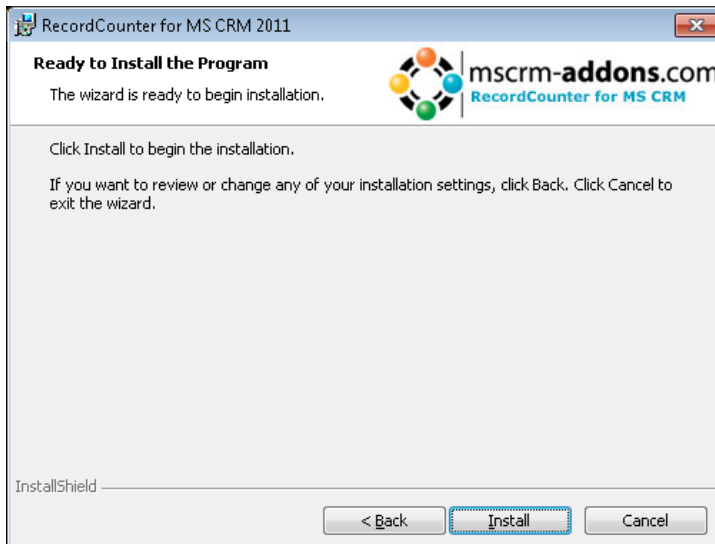 RecordCounter for MS CRM 2011
Ready to Install the Program
The wizard is ready to begin installation.
mscrm-addons.com
RecordCounter for MS CRM
Click Install to begin the installation.
If you want to review or change any of your installation settings, click Back. Click Cancel to
exit the wizard.
InstallShield
< Back
Install
Cancel